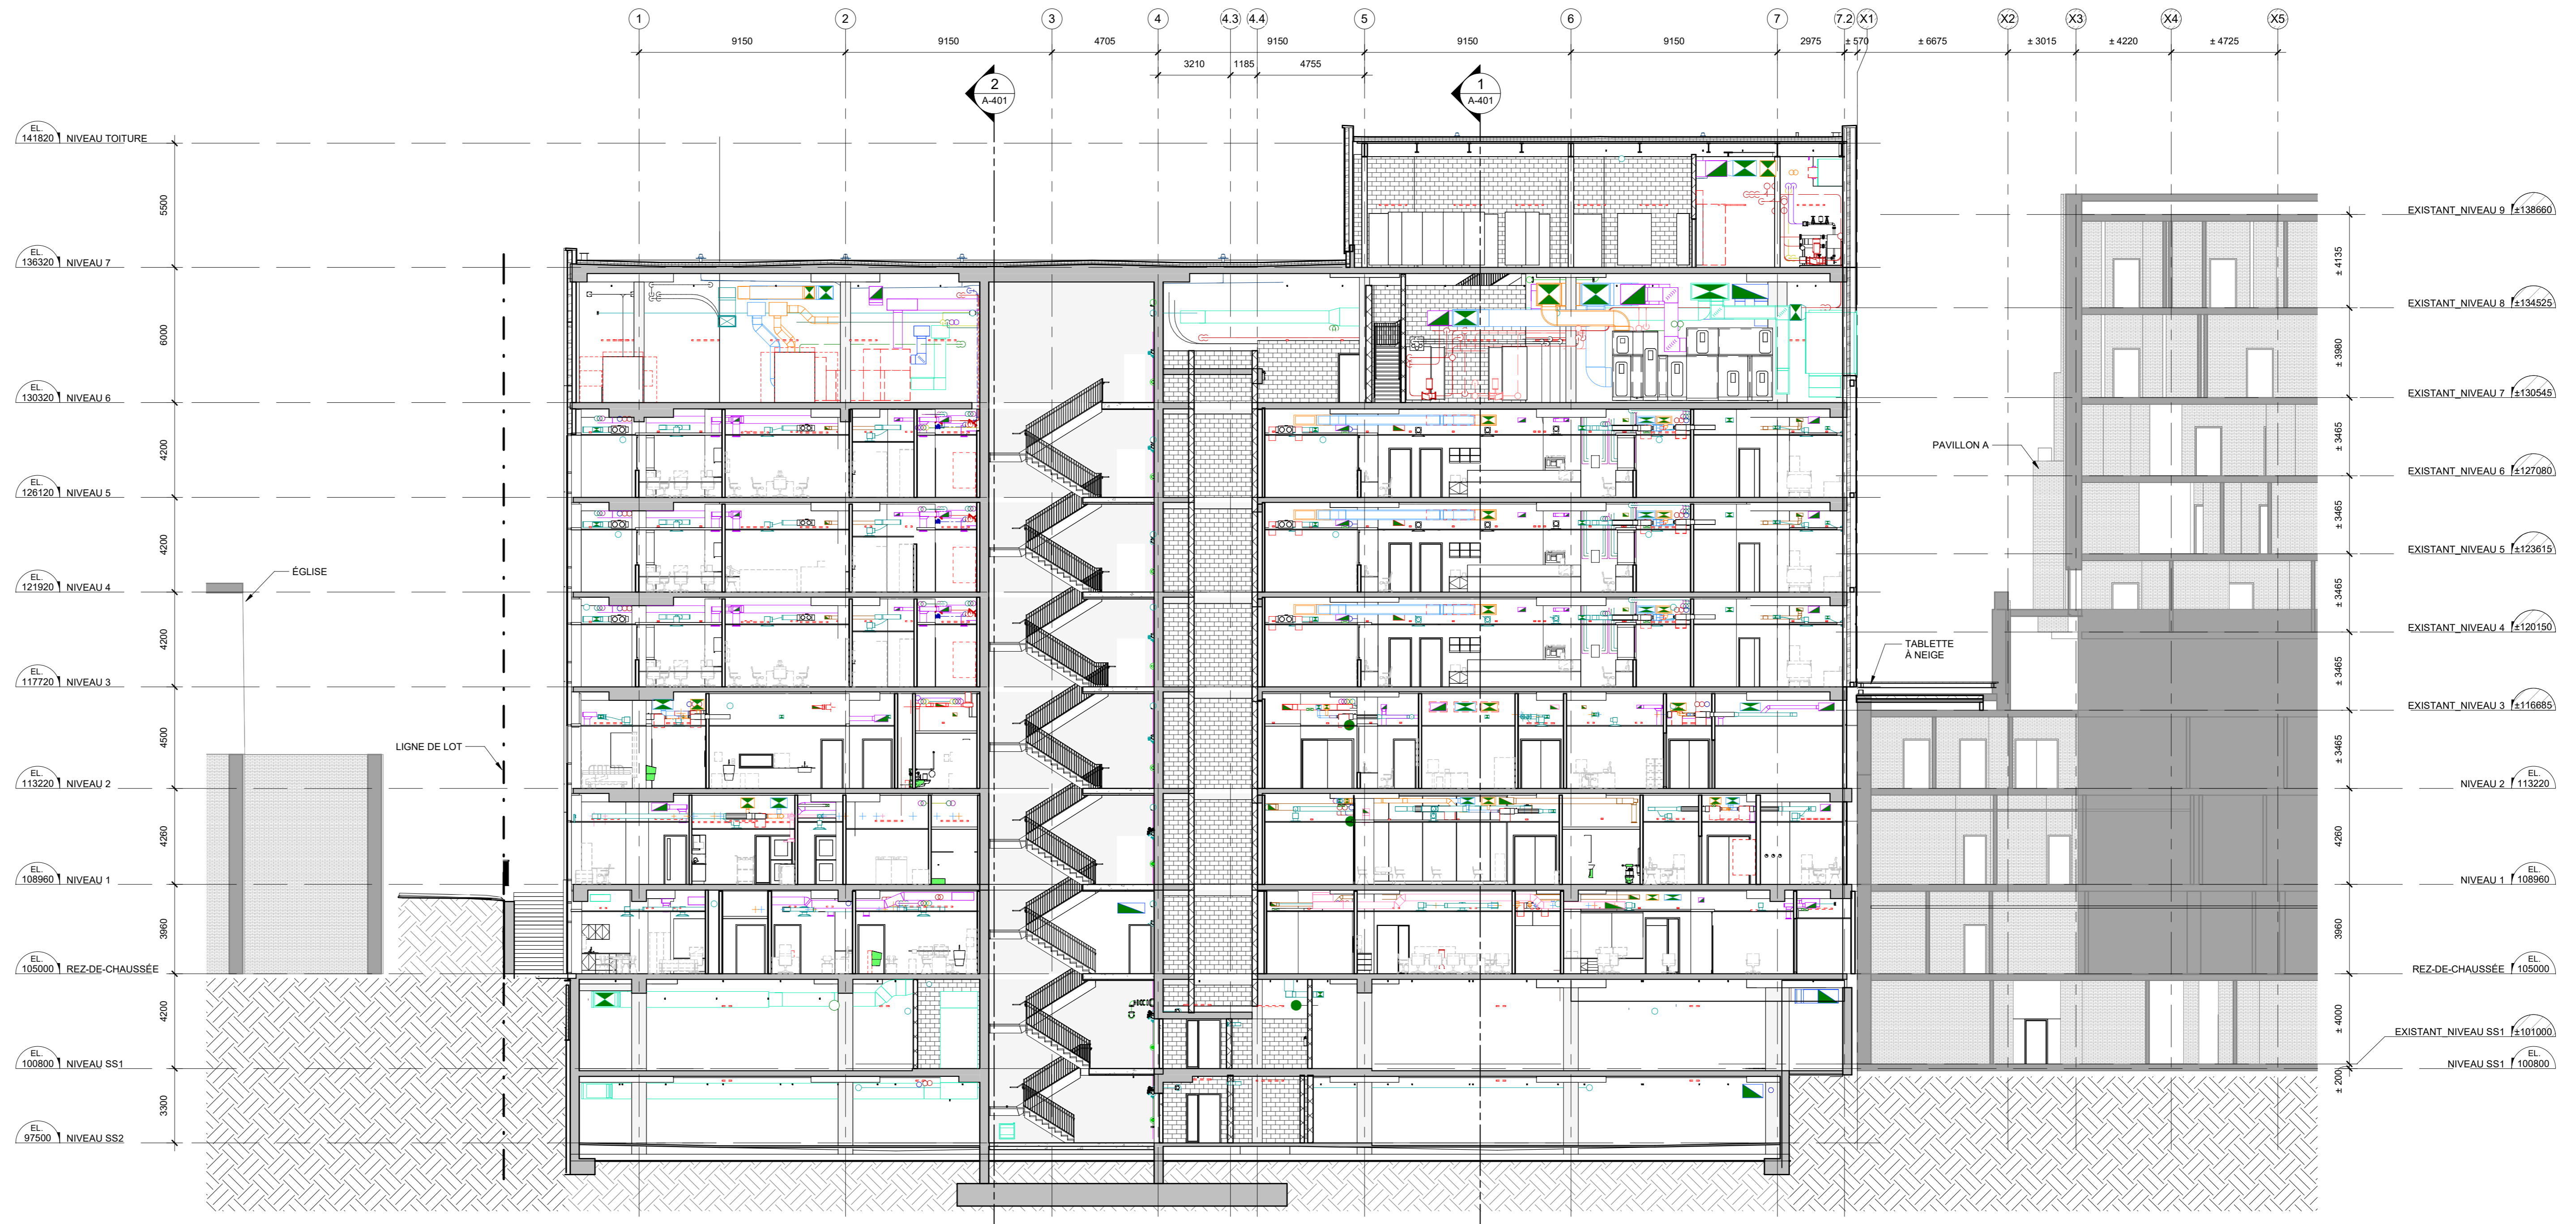 1 2 3 4 4.3 4.4 5 6 7 7.2 X1 X2 X3 X4 X5
9150 9150 4705 9150 9150 9150 2975 ± 570 ± 6675 ± 3015 ± 4220 ± 4725
3210 1185 4755
2
A-401
1
A-401
EL.
141820 NIVEAU TOITURE
5500
EL.
136320 NIVEAU 7
6000
EL.
130320 NIVEAU 6
4200
EL.
126120 NIVEAU 5
4200
EL.
121920 NIVEAU 4
4200
EL.
117720 NIVEAU 3
4500
EL.
113220 NIVEAU 2
4260
EL.
108960 NIVEAU 1
3960
EL.
105000 REZ-DE-CHAUSSÉE
4200
EL.
100800 NIVEAU SS1
3300
EL.
97500 NIVEAU SS2
ÉGLISE
LIGNE DE LOT
PAVILLON A
TABLETTE
À NEIGE
EXISTANT_NIVEAU 9 ±138660
± 4135
EXISTANT_NIVEAU 8 ±134525
± 3980
EXISTANT_NIVEAU 7 ±130545
± 3465
EXISTANT_NIVEAU 6 ±127080
± 3465
EXISTANT_NIVEAU 5 ±123615
± 3465
EXISTANT_NIVEAU 4 ±120150
± 3465
EXISTANT_NIVEAU 3 ±116685
± 3465
EL.
NIVEAU 2 113220
4260
EL.
NIVEAU 1 108960
3960
EL.
REZ-DE-CHAUSSÉE 105000
± 4000
EXISTANT_NIVEAU SS1 ±101000
EL.
NIVEAU SS1 100800
± 200